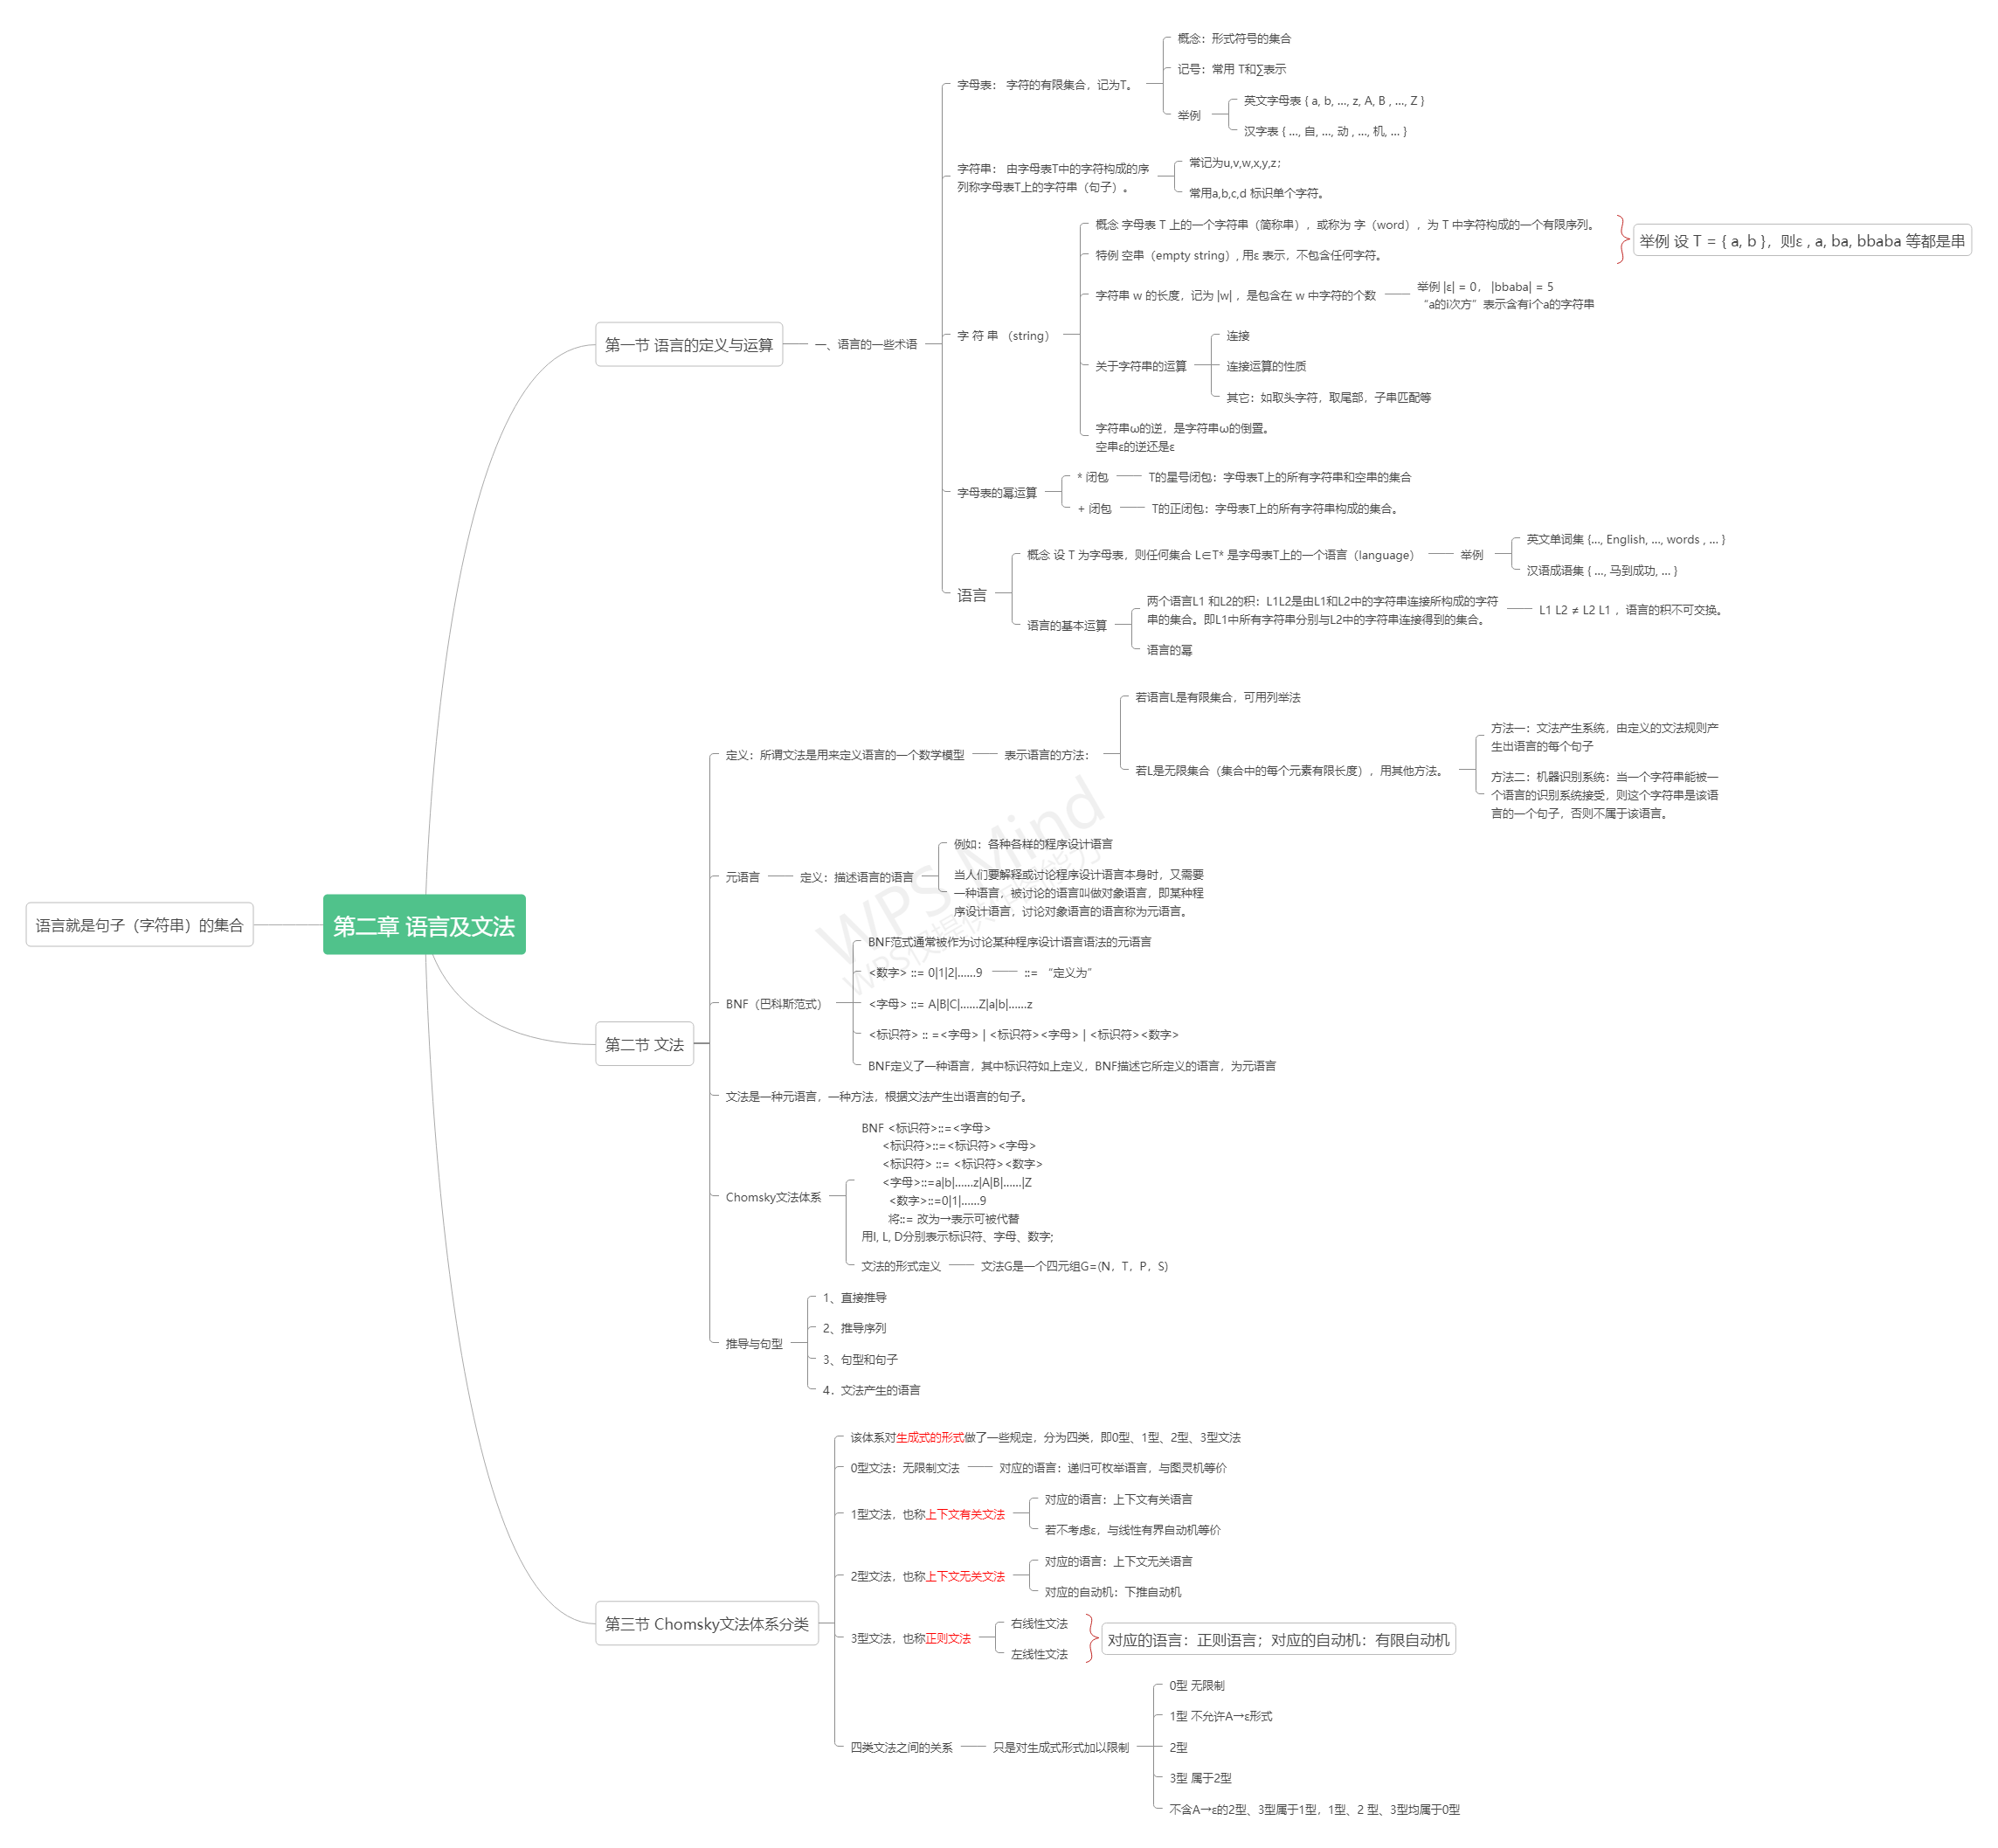 第二章 语言及文法
语言就是句子（字符串）的集合
第一节 语言的定义与运算
一、语言的一些术语
字母表： 字符的有限集合，记为T。
概念：形式符号的集合
记号：常用 T和∑表示
举例
英文字母表 { a, b, …, z, A, B , …, Z }
汉字表 { …, 自, …, 动 , …, 机, … }
字符串： 由字母表T中的字符构成的序
列称字母表T上的字符串（句子）。
常记为u,v,w,x,y,z；
常用a,b,c,d 标识单个字符。
字 符 串 （string）
概念 字母表 T 上的一个字符串（简称串），或称为 字（word），为 T 中字符构成的一个有限序列。
特例 空串（empty string）, 用ε 表示，不包含任何字符。
举例 设 T = { a, b }，则ε , a, ba, bbaba 等都是串
字符串 w 的长度，记为 |w| ，是包含在 w 中字符的个数
举例 |ε| = 0， |bbaba| = 5
“a的i次方”表示含有i个a的字符串
关于字符串的运算
连接
连接运算的性质
其它：如取头字符，取尾部，子串匹配等
字符串ω的逆，是字符串ω的倒置。
空串ε的逆还是ε
字母表的幂运算
* 闭包
T的星号闭包：字母表T上的所有字符串和空串的集合
+ 闭包
T的正闭包：字母表T上的所有字符串构成的集合。
语言
概念 设 T 为字母表，则任何集合 L∈T* 是字母表T上的一个语言（language）
举例
英文单词集 {…, English, …, words , … }
汉语成语集 { …, 马到成功, … }
语言的基本运算
两个语言L1 和L2的积：L1L2是由L1和L2中的字符串连接所构成的字符
串的集合。即L1中所有字符串分别与L2中的字符串连接得到的集合。
L1 L2 ≠ L2 L1 ，语言的积不可交换。
语言的幂
第二节 文法
定义：所谓文法是用来定义语言的一个数学模型
表示语言的方法：
若语言L是有限集合，可用列举法
若L是无限集合（集合中的每个元素有限长度），用其他方法。
方法一：文法产生系统，由定义的文法规则产
生出语言的每个句子
方法二：机器识别系统：当一个字符串能被一
个语言的识别系统接受，则这个字符串是该语
言的一个句子，否则不属于该语言。
元语言
定义：描述语言的语言
例如：各种各样的程序设计语言
当人们要解释或讨论程序设计语言本身时，又需要
一种语言，被讨论的语言叫做对象语言，即某种程
序设计语言，讨论对象语言的语言称为元语言。
BNF（巴科斯范式）
BNF范式通常被作为讨论某种程序设计语言语法的元语言
<数字> ::= 0|1|2|……9
::= “定义为”
<字母> ::= A|B|C|……Z|a|b|……z
<标识符> :: =<字母> | <标识符><字母> | <标识符><数字>
BNF定义了一种语言，其中标识符如上定义，BNF描述它所定义的语言，为元语言
文法是一种元语言，一种方法，根据文法产生出语言的句子。
Chomsky文法体系
BNF <标识符>::=<字母>
<标识符>::=<标识符><字母>
<标识符> ::= <标识符><数字>
<字母>::=a|b|……z|A|B|……|Z
<数字>::=0|1|……9
将::= 改为→表示可被代替
用I, L, D分别表示标识符、字母、数字;
文法的形式定义
文法G是一个四元组G=(N，T，P，S)
推导与句型
1、直接推导
2、推导序列
3、句型和句子
4．文法产生的语言
第三节 Chomsky文法体系分类
该体系对生成式的形式做了一些规定，分为四类，即0型、1型、2型、3型文法
0型文法：无限制文法
对应的语言：递归可枚举语言，与图灵机等价
1型文法，也称上下文有关文法
对应的语言：上下文有关语言
若不考虑ε，与线性有界自动机等价
2型文法，也称上下文无关文法
对应的语言：上下文无关语言
对应的自动机：下推自动机
3型文法，也称正则文法
右线性文法
左线性文法
对应的语言：正则语言；对应的自动机：有限自动机
四类文法之间的关系
只是对生成式形式加以限制
0型 无限制
1型 不允许A→ε形式
2型
3型 属于2型
不含A→ε的2型、3型属于1型，1型、2 型、3型均属于0型
WPS Mind